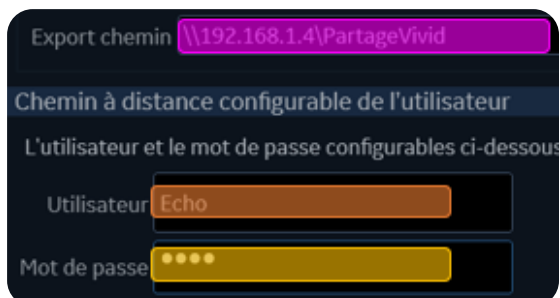 Export chemin \\192.168.1.4\PartageVivid
Chemin à distance configurable de l'utilisateur
L'utilisateur et le mot de passe configurables ci-dessous
Utilisateur Echo
Mot de passe ●●●●